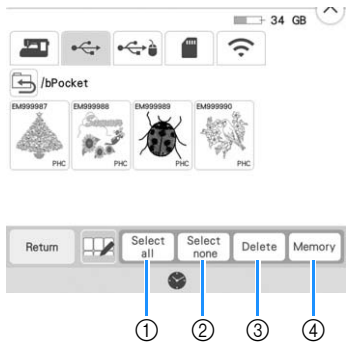 34 GB
/bPocket
EM999987 EM999988 EM999989 EM999990
PHC PHC PHC PHC
Return Select all Select none Delete Memory
① ② ③ ④